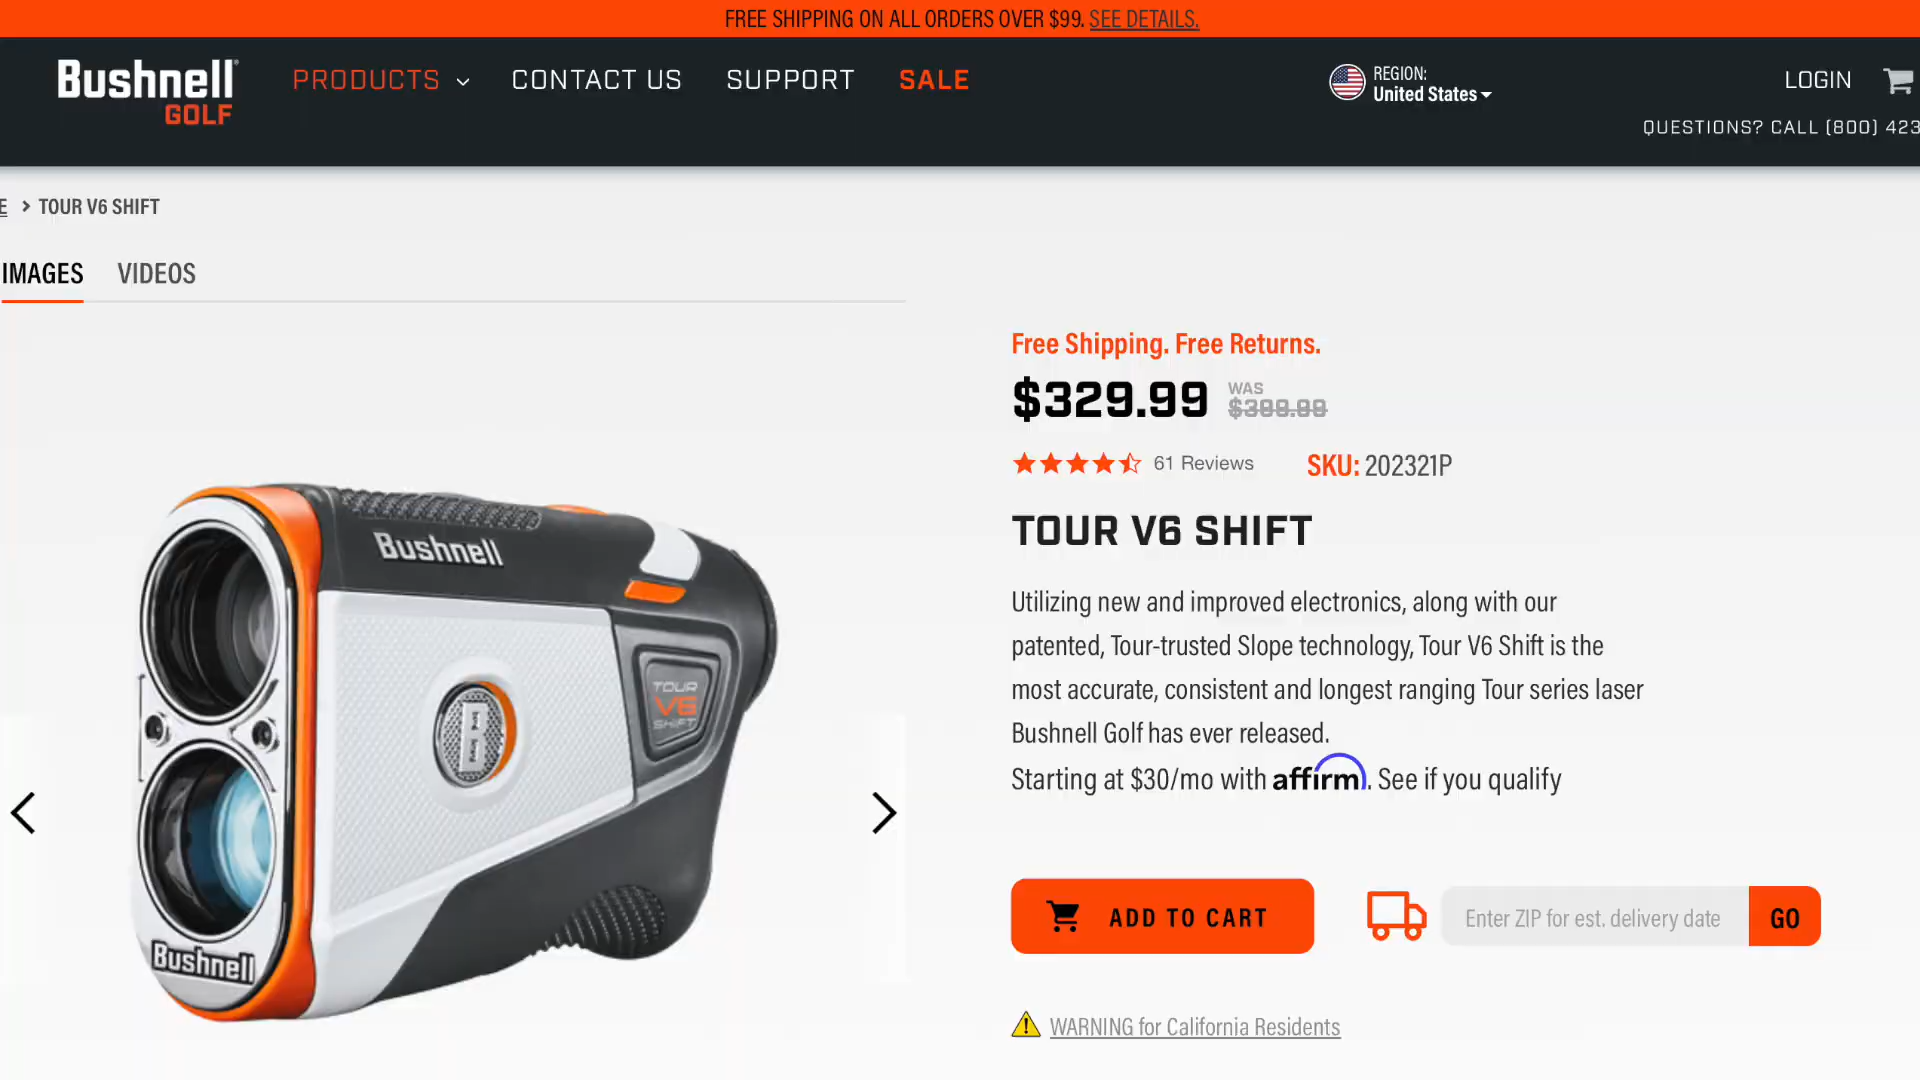 FREE SHIPPING ON ALL ORDERS OVER $99. SEE DETAILS.
Bushnell GOLF
PRODUCTS CONTACT US SUPPORT SALE
REGION:
United States
LOGIN
QUESTIONS? CALL (800) 423
E > TOUR V6 SHIFT
IMAGES VIDEOS
Free Shipping. Free Returns.
$329.99 WAS $399.99
61 Reviews SKU: 202321P
TOUR V6 SHIFT
Utilizing new and improved electronics, along with our
patented, Tour-trusted Slope technology, Tour V6 Shift is the
most accurate, consistent and longest ranging Tour series laser
Bushnell Golf has ever released.
Starting at $30/mo with affirm. See if you qualify
ADD TO CART
Enter ZIP for est. delivery date GO
WARNING for California Residents
Bushnell
TOUR
V6
SHIFT
Bushnell